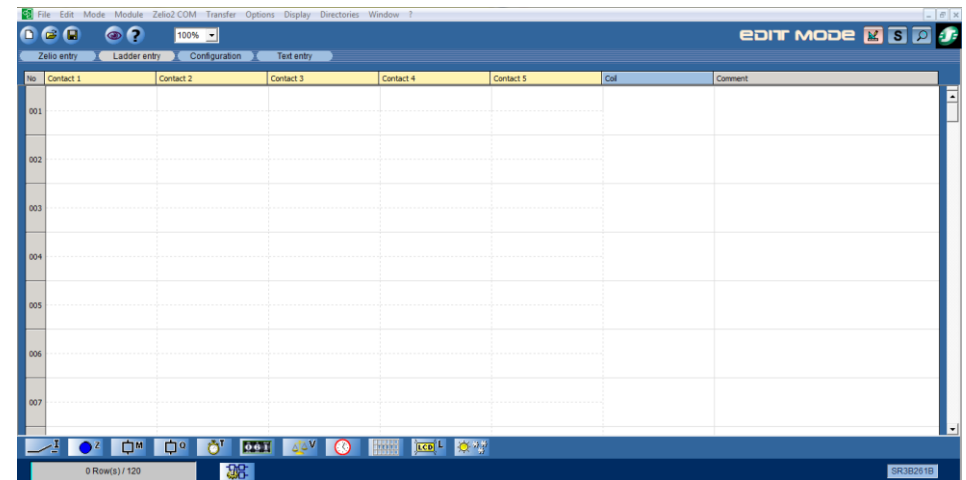 File Edit Mode Module Zelio2 COM Transfer Options Display Directories Window ?
100% EDIT MODE S
Zelio entry Ladder entry Configuration Text entry
No Contact 1 Contact 2 Contact 3 Contact 4 Contact 5 Coil Comment
001
002
003
004
005
006
007
I Z M Q T V LCD L
0 Row(s) / 120 SR3B261B